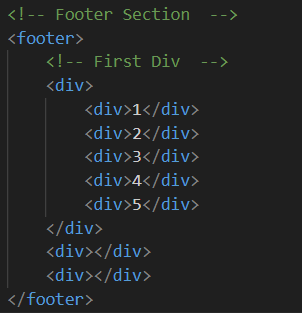 <!-- Footer Section  -->
<footer>
    <!-- First Div  -->
    <div>
        <div>1</div>
        <div>2</div>
        <div>3</div>
        <div>4</div>
        <div>5</div>
    </div>
    <div></div>
    <div></div>
</footer>